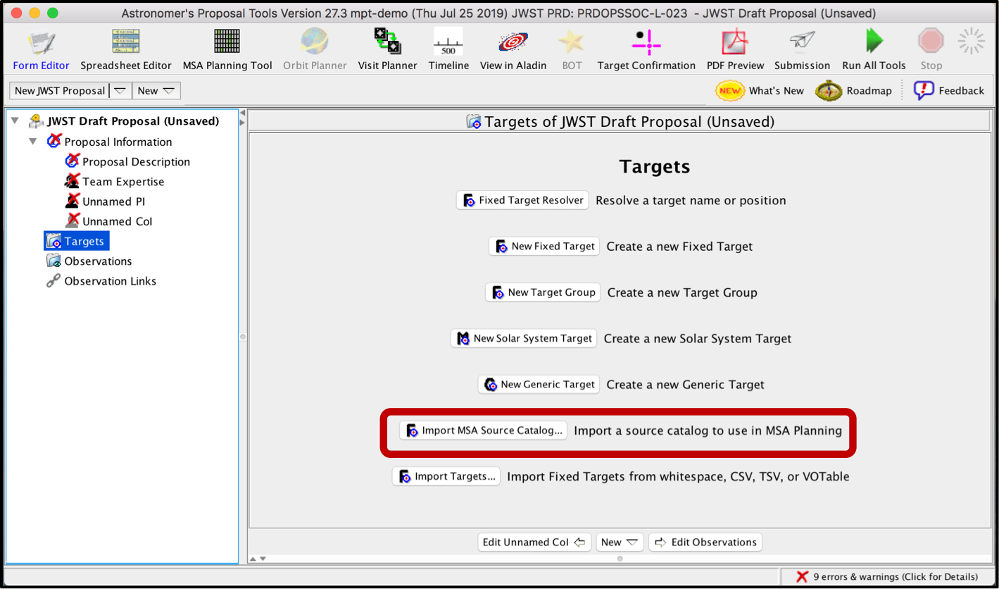 Astronomer's Proposal Tools Version 27.3 mpt-demo (Thu Jul 25 2019) JWST PRD: PRDOPSSOC-L-023 - JWST Draft Proposal (Unsaved)
500
Form Editor Spreadsheet Editor MSA Planning Tool Orbit Planner Visit Planner Timeline View in Aladin BOT Target Confirmation PDF Preview Submission Run All Tools Stop
New JWST Proposal New NEW What's New Roadmap Feedback
JWST Draft Proposal (Unsaved)
Proposal Information
Proposal Description
Team Expertise
Unnamed PI
Unnamed CoI
Targets
Observations
Observation Links
Targets of JWST Draft Proposal (Unsaved)
Targets
Fixed Target Resolver Resolve a target name or position
New Fixed Target Create a new Fixed Target
New Target Group Create a new Target Group
New Solar System Target Create a new Solar System Target
New Generic Target Create a new Generic Target
Import MSA Source Catalog... Import a source catalog to use in MSA Planning
Import Targets... Import Fixed Targets from whitespace, CSV, TSV, or VOTable
Edit Unnamed CoI New Edit Observations
9 errors & warnings (Click for Details)